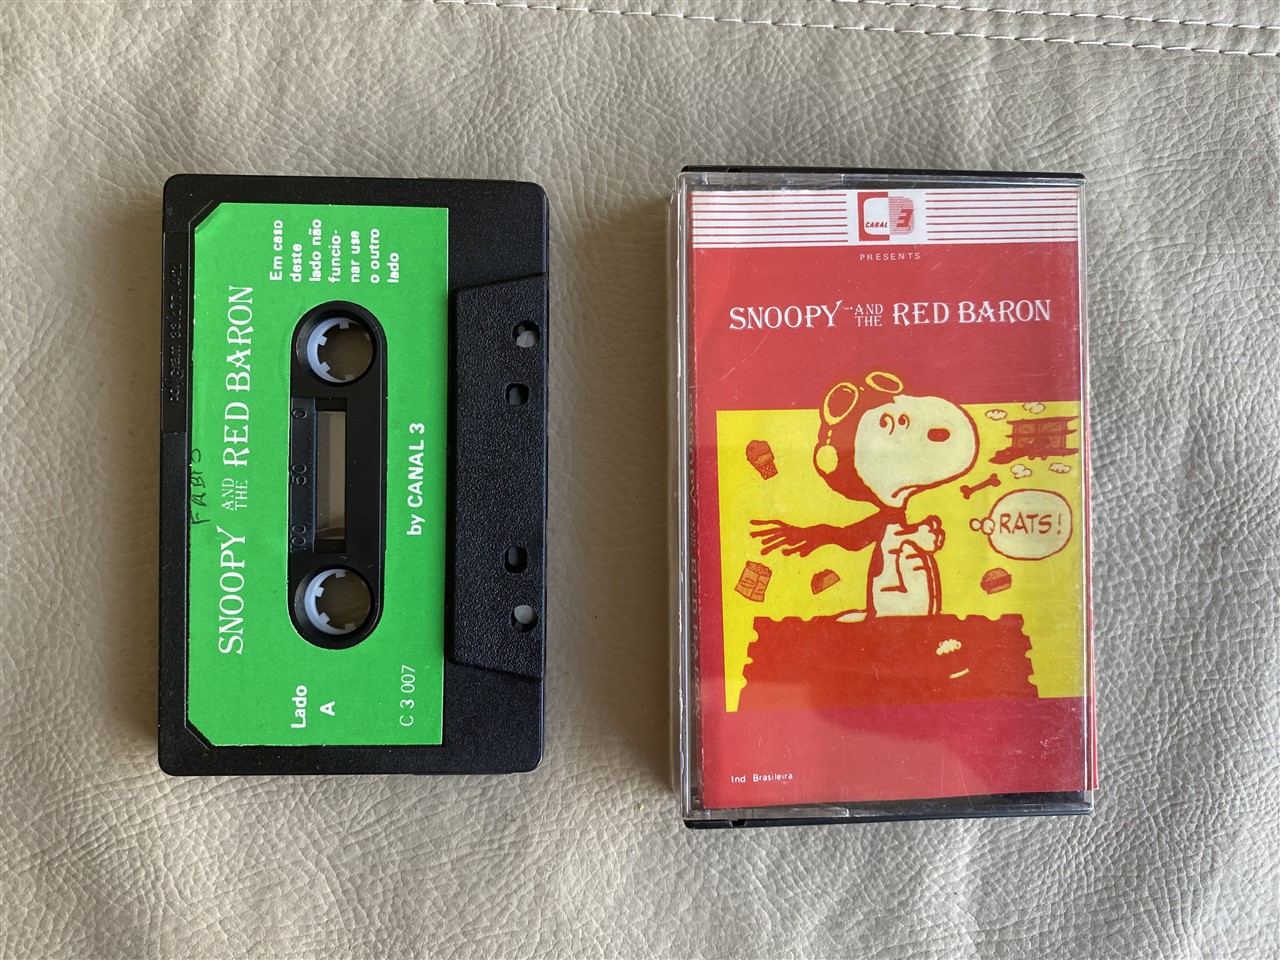 SNOOPY AND THE RED BARON
FABIO
Em caso
deste
lado não
funcio-
nar use
o outro
lado
100 50 0
by CANAL 3
Lado
A
C 3 007
CANAL 3
PRESENTS
SNOOPY™ AND THE RED BARON
RATS!
Ind Brasileira